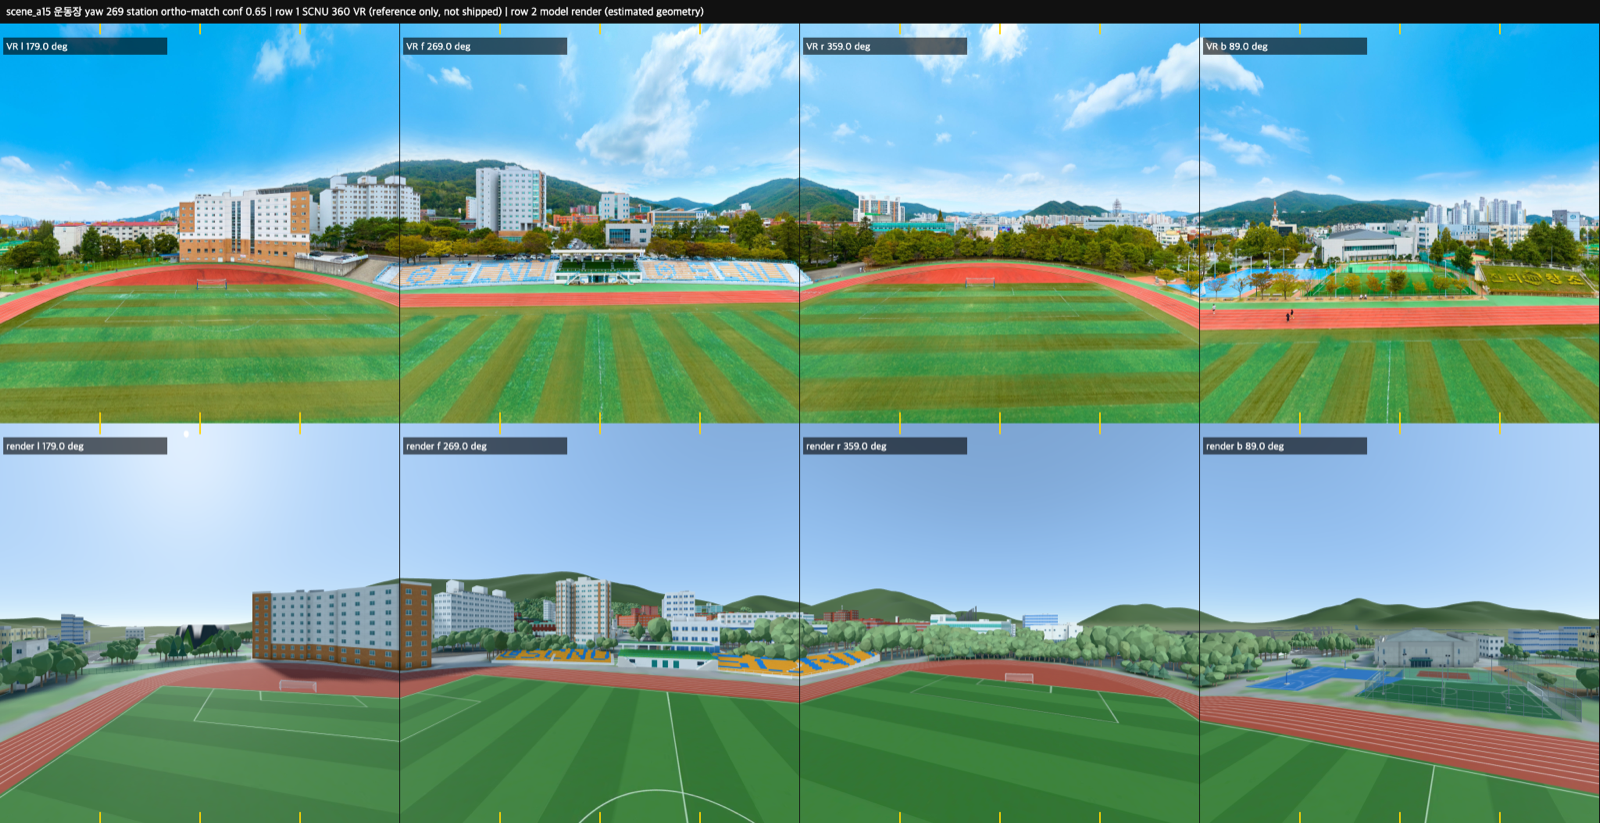 scene_a15 운동장 yaw 269 station ortho-match conf 0.65 | row 1 SCNU 360 VR (reference only, not shipped) | row 2 model render (estimated geometry)
VR l 179.0 deg
VR f 269.0 deg
VR r 359.0 deg
VR b 89.0 deg
SCNU
render l 179.0 deg
render f 269.0 deg
render r 359.0 deg
render b 89.0 deg
SCNU